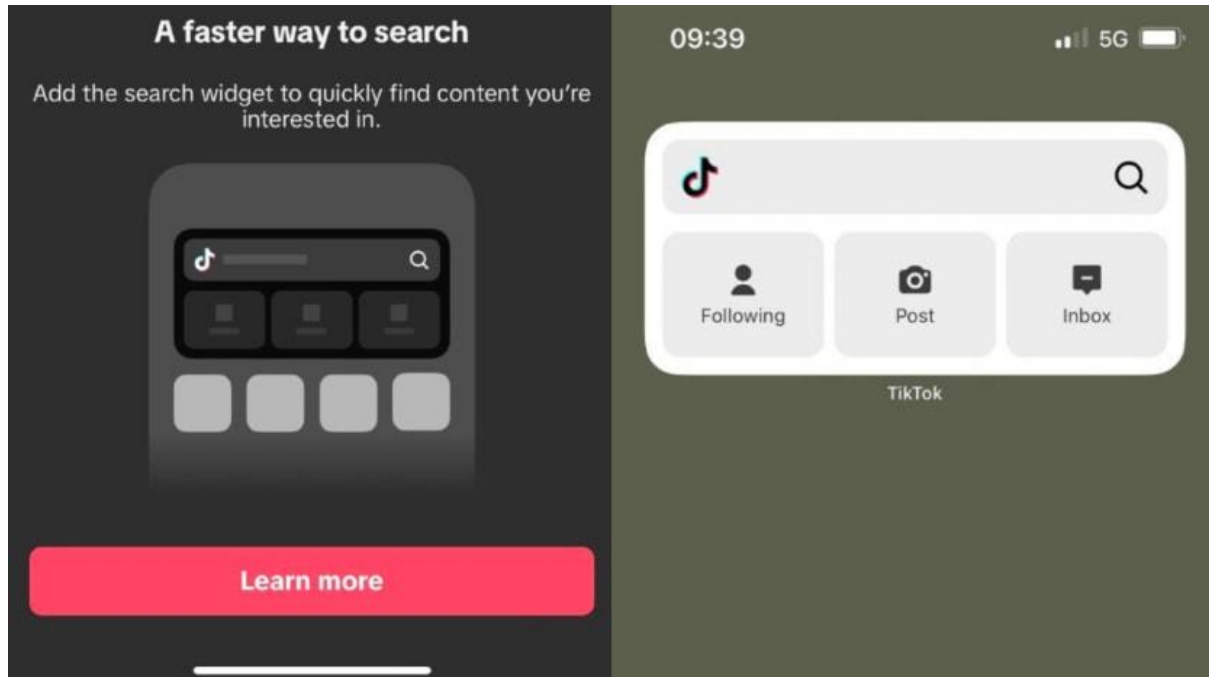 A faster way to search
Add the search widget to quickly find content you’re
interested in.
Learn more
09:39
5G
Following
Post
Inbox
TikTok